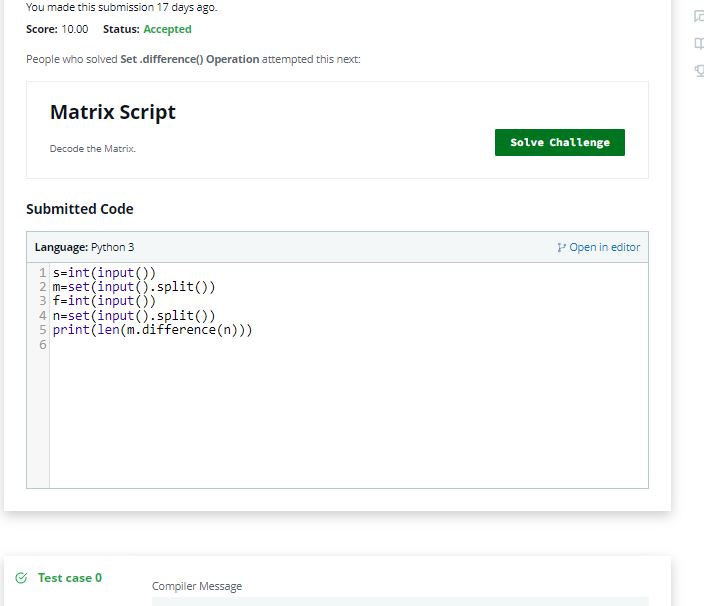 You made this submission 17 days ago.
Score: 10.00 Status: Accepted
People who solved Set .difference() Operation attempted this next:
Matrix Script
Decode the Matrix.
Solve Challenge
Submitted Code
Language: Python 3
Open in editor
1 s=int(input())
2 m=set(input().split())
3 f=int(input())
4 n=set(input().split())
5 print(len(m.difference(n)))
6
Test case 0
Compiler Message